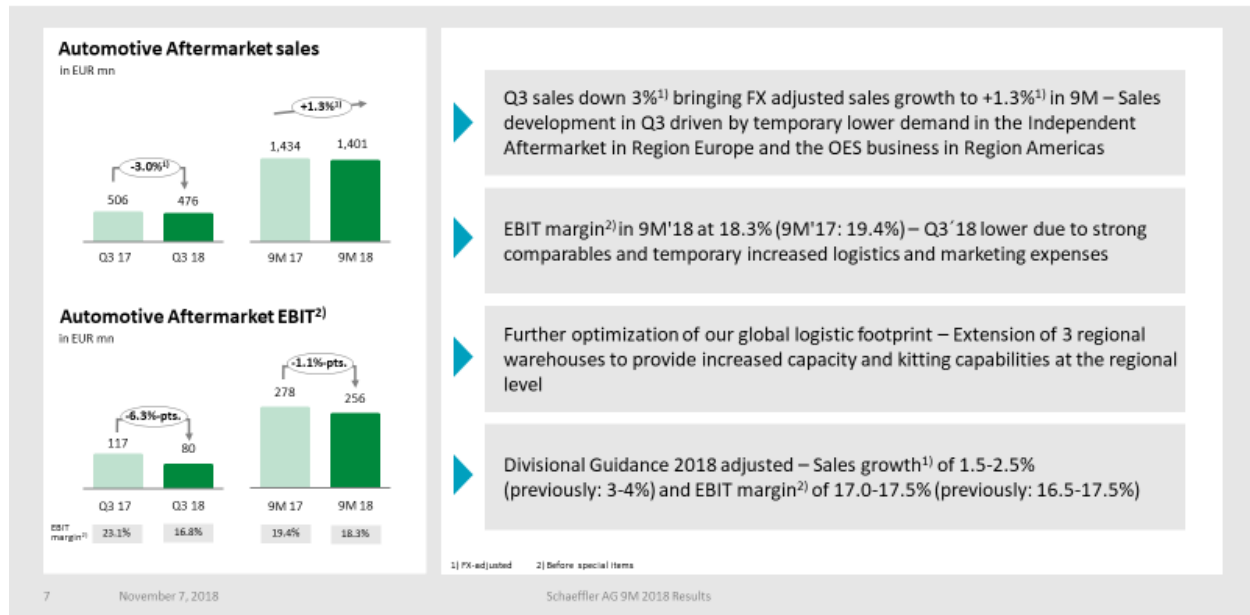 Automotive Aftermarket sales
in EUR mn
+1.3%¹⁾
1,434
1,401
-3.0%¹⁾
506
476
Q3 17
Q3 18
9M 17
9M 18
Automotive Aftermarket EBIT²⁾
in EUR mn
-1.1%-pts.
278
256
-6.3%-pts.
117
80
Q3 17
Q3 18
9M 17
9M 18
EBIT
margin²⁾
23.1%
16.8%
19.4%
18.3%
Q3 sales down 3%¹⁾ bringing FX adjusted sales growth to +1.3%¹⁾ in 9M – Sales
development in Q3 driven by temporary lower demand in the Independent
Aftermarket in Region Europe and the OES business in Region Americas
EBIT margin²⁾ in 9M'18 at 18.3% (9M'17: 19.4%) – Q3´18 lower due to strong
comparables and temporary increased logistics and marketing expenses
Further optimization of our global logistic footprint – Extension of 3 regional
warehouses to provide increased capacity and kitting capabilities at the regional
level
Divisional Guidance 2018 adjusted – Sales growth¹⁾ of 1.5-2.5%
(previously: 3-4%) and EBIT margin²⁾ of 17.0-17.5% (previously: 16.5-17.5%)
1) FX-adjusted 2) Before special items
7 November 7, 2018 Schaeffler AG 9M 2018 Results